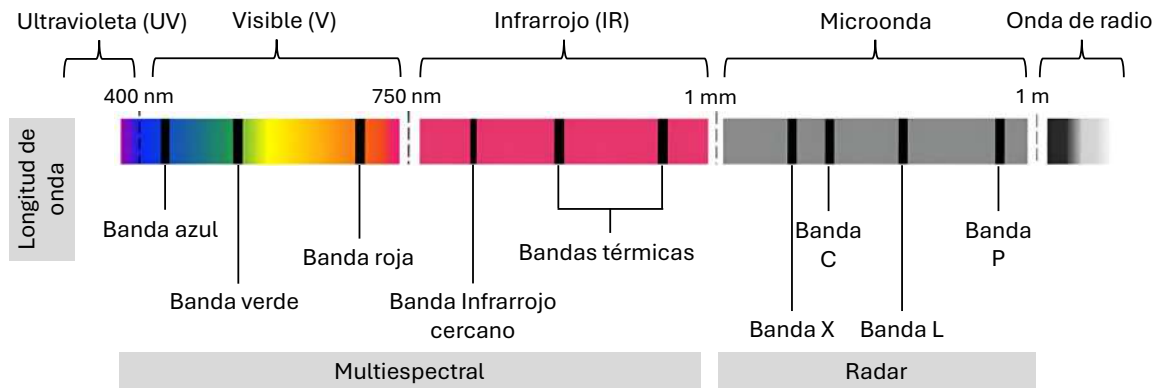 Ultravioleta (UV)
Visible (V)
Infrarrojo (IR)
Microonda
Onda de radio
400 nm
750 nm
1 mm
1 m
Longitud de
onda
Banda azul
Banda roja
Bandas térmicas
Banda
C
Banda
P
Banda verde
Banda Infrarrojo
cercano
Banda X
Banda L
Multiespectral
Radar